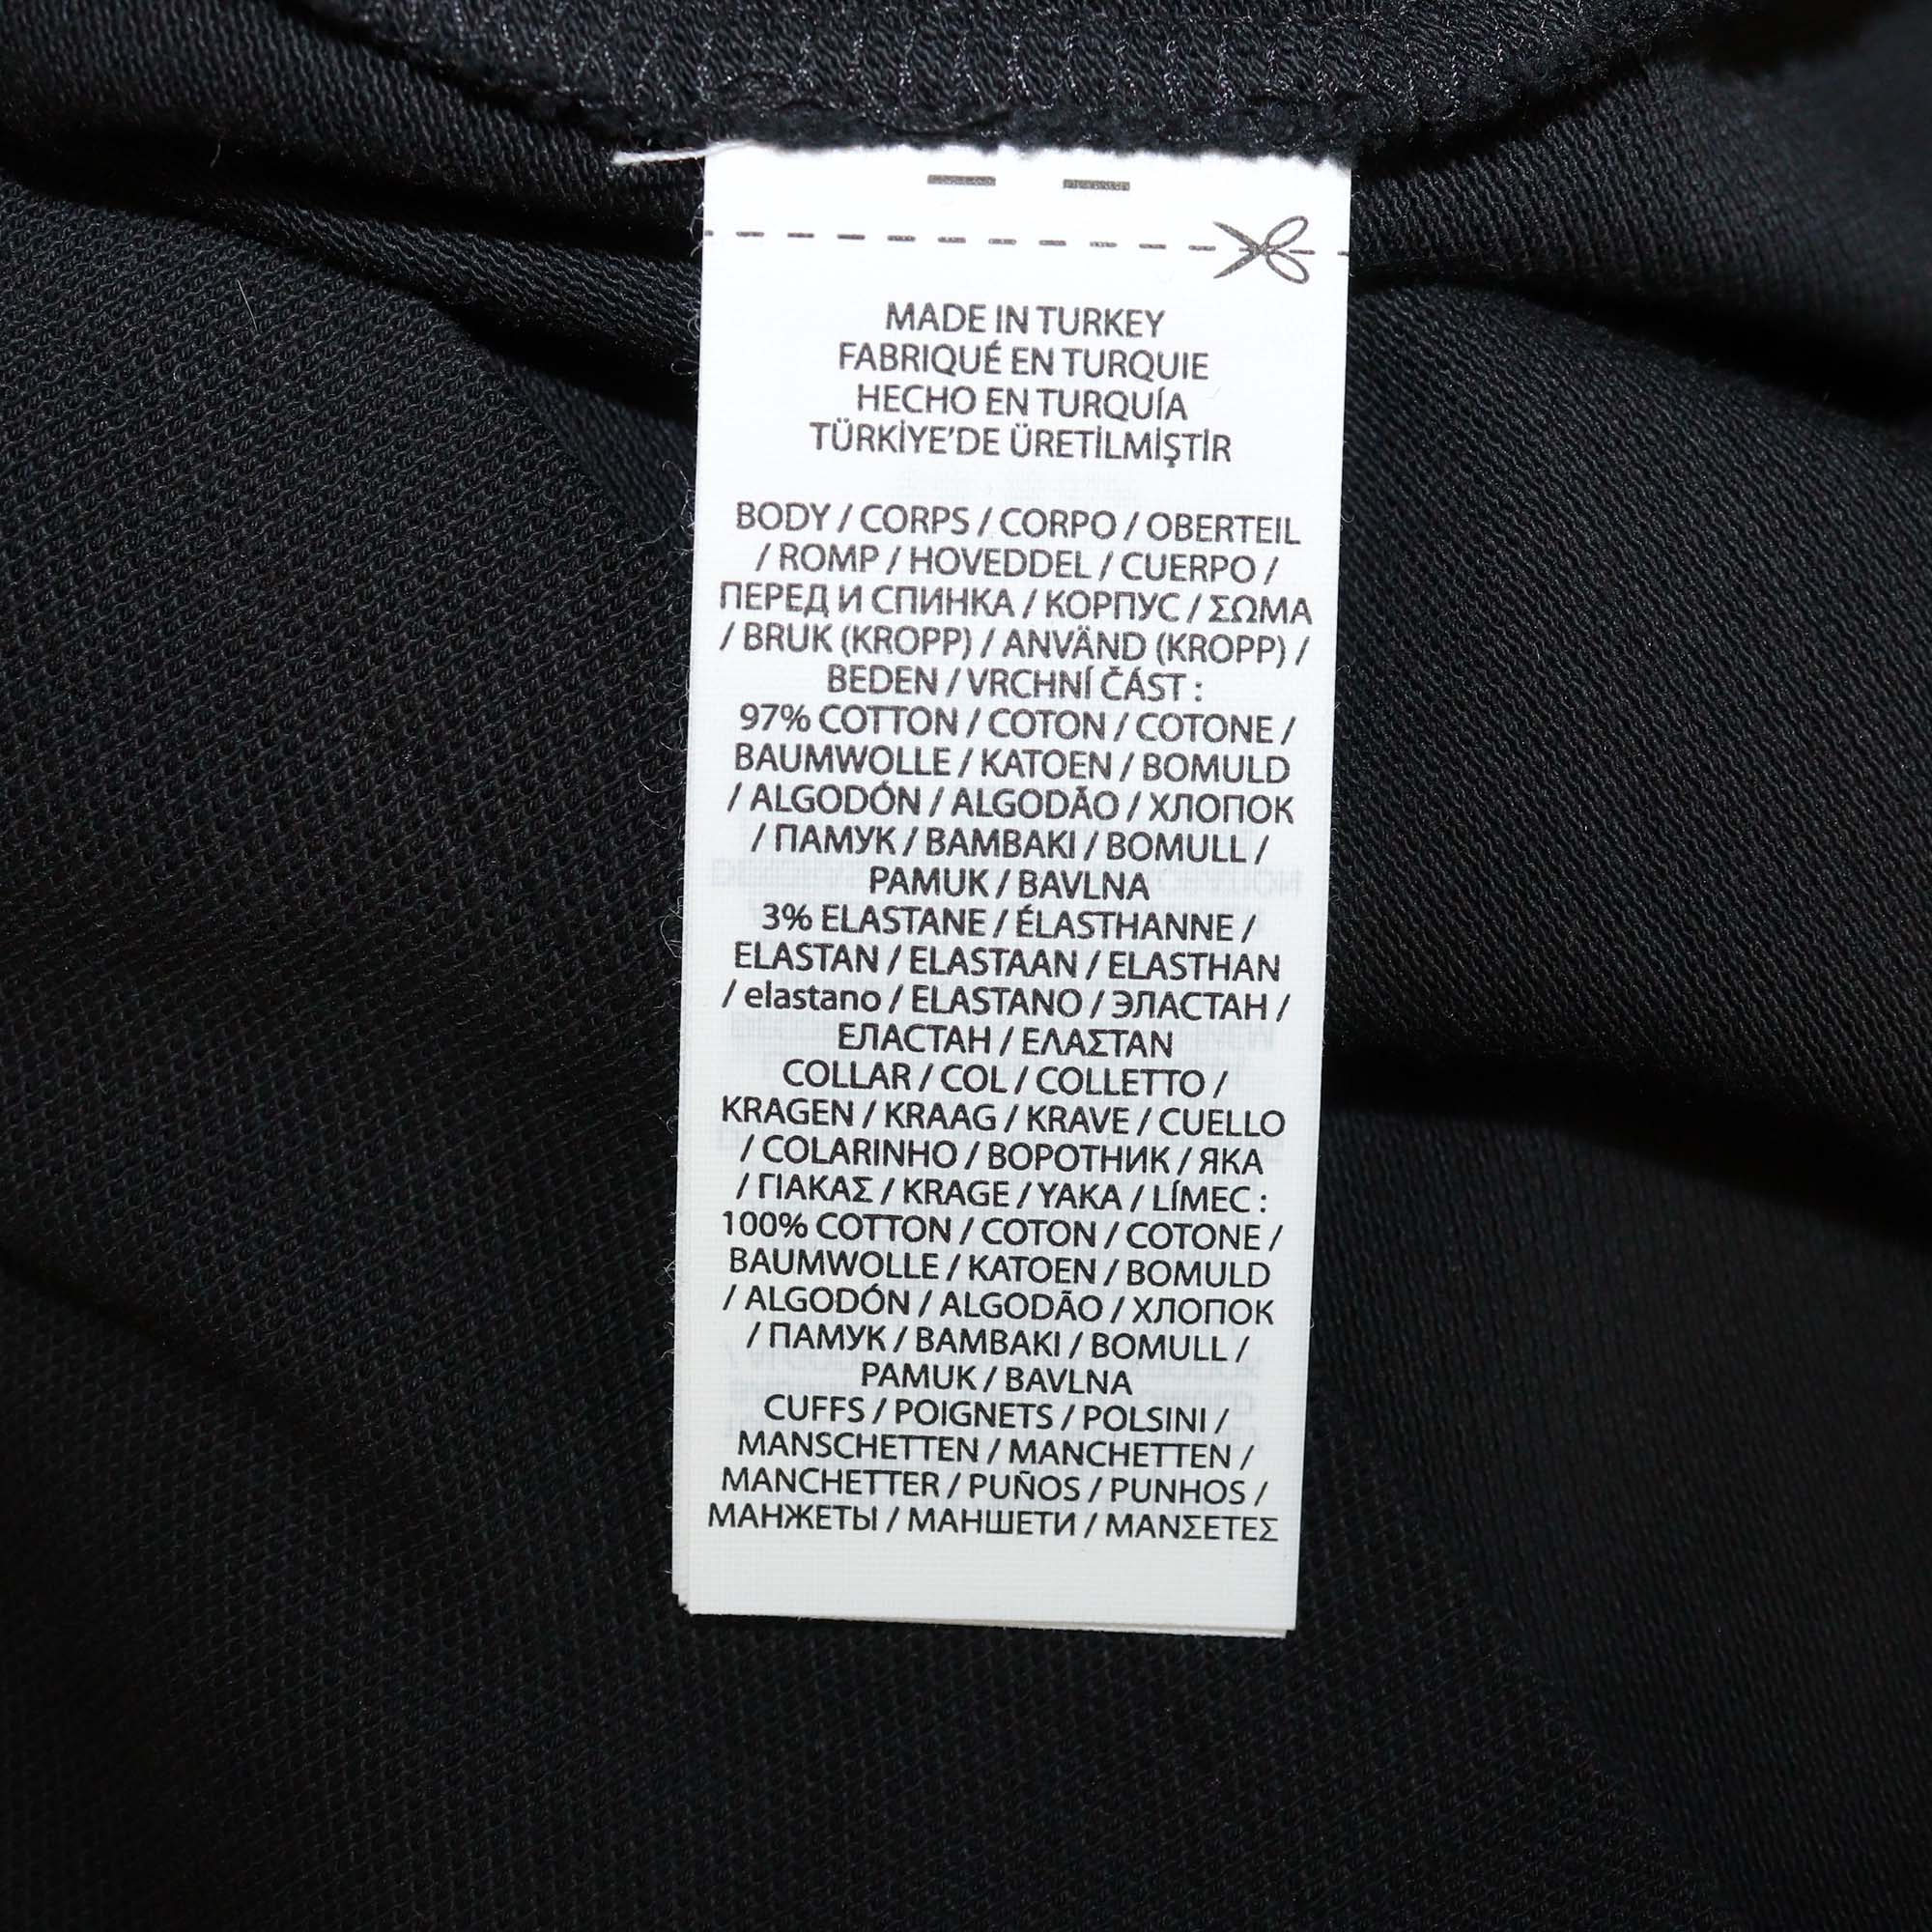 MADE IN TURKEY
FABRIQUÉ EN TURQUIE
HECHO EN TURQUÍA
TÜRKİYE'DE ÜRETİLMİŞTİR
BODY / CORPS / CORPO / OBERTEIL
/ ROMP / HOVEDDEL / CUERPO /
ПЕРЕД И СПИНКА / КОРПУС / ΣΩΜΑ
/ BRUK (KROPP) / ANVÄND (KROPP) /
BEDEN / VRCHNÍ ČÁST :
97% COTTON / COTON / COTONE /
BAUMWOLLE / KATOEN / BOMULD
/ ALGODÓN / ALGODÃO / ХЛОПОК
/ ПАМУК / BAMBAKI / BOMULL /
PAMUK / BAVLNA
3% ELASTANE / ÉLASTHANNE /
ELASTAN / ELASTAAN / ELASTHAN
/ elastano / ELASTANO / ЭЛАСТАН /
ЕЛАСТАН / ΕΛΑΣΤΑΝ
COLLAR / COL / COLLETTO /
KRAGEN / KRAAG / KRAVE / CUELLO
/ COLARINHO / ВОРОТНИК / ЯКА
/ ΓΙΑΚΑΣ / KRAGE / YAKA / LÍMEC :
100% COTTON / COTON / COTONE /
BAUMWOLLE / KATOEN / BOMULD
/ ALGODÓN / ALGODÃO / ХЛОПОК
/ ПАМУК / BAMBAKI / BOMULL /
PAMUK / BAVLNA
CUFFS / POIGNETS / POLSINI /
MANSCHETTEN / MANCHETTEN /
MANCHETTER / PUÑOS / PUNHOS /
МАНЖЕТЫ / МАНШЕТИ / ΜΑΝΣΕΤΕΣ